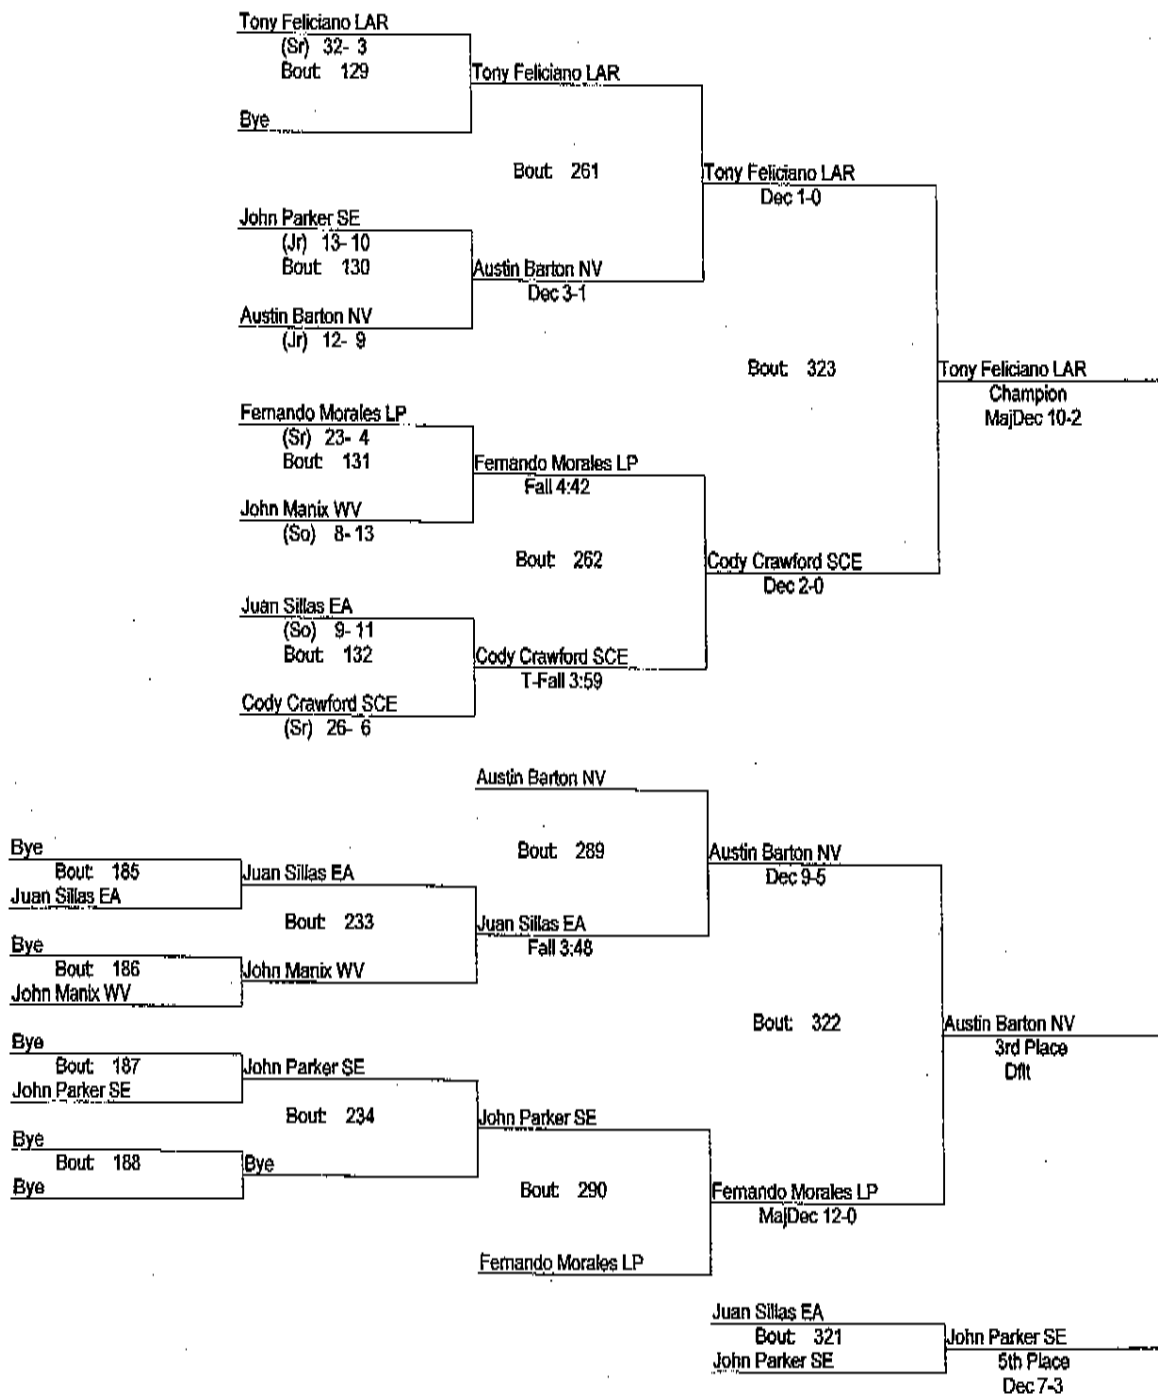 Tony Feliciano LAR
(Sr) 32- 3
Bout: 129
Tony Feliciano LAR
Bye
Bout: 261
Tony Feliciano LAR
Dec 1-0
John Parker SE
(Jr) 13- 10
Bout: 130
Austin Barton NV
Dec 3-1
Austin Barton NV
(Jr) 12- 9
Bout: 323
Tony Feliciano LAR
Champion
MajDec 10-2
Fernando Morales LP
(Sr) 23- 4
Bout: 131
Fernando Morales LP
Fall 4:42
John Manix WV
(So) 8- 13
Bout: 262
Cody Crawford SCE
Dec 2-0
Juan Sillas EA
(So) 9- 11
Bout: 132
Cody Crawford SCE
T-Fall 3:59
Cody Crawford SCE
(Sr) 26- 6
Austin Barton NV
Bout: 289
Austin Barton NV
Dec 9-5
Bye
Bout: 185
Juan Sillas EA
Juan Sillas EA
Bout: 233
Juan Sillas EA
Fall 3:48
Bye
Bout: 186
John Manix WV
John Manix WV
Bout: 322
Austin Barton NV
3rd Place
Dflt
Bye
Bout: 187
John Parker SE
John Parker SE
Bout: 234
John Parker SE
Bye
Bout: 188
Bye
Bye
Bout: 290
Fernando Morales LP
MajDec 12-0
Fernando Morales LP
Juan Sillas EA
Bout: 321
John Parker SE
John Parker SE
5th Place
Dec 7-3